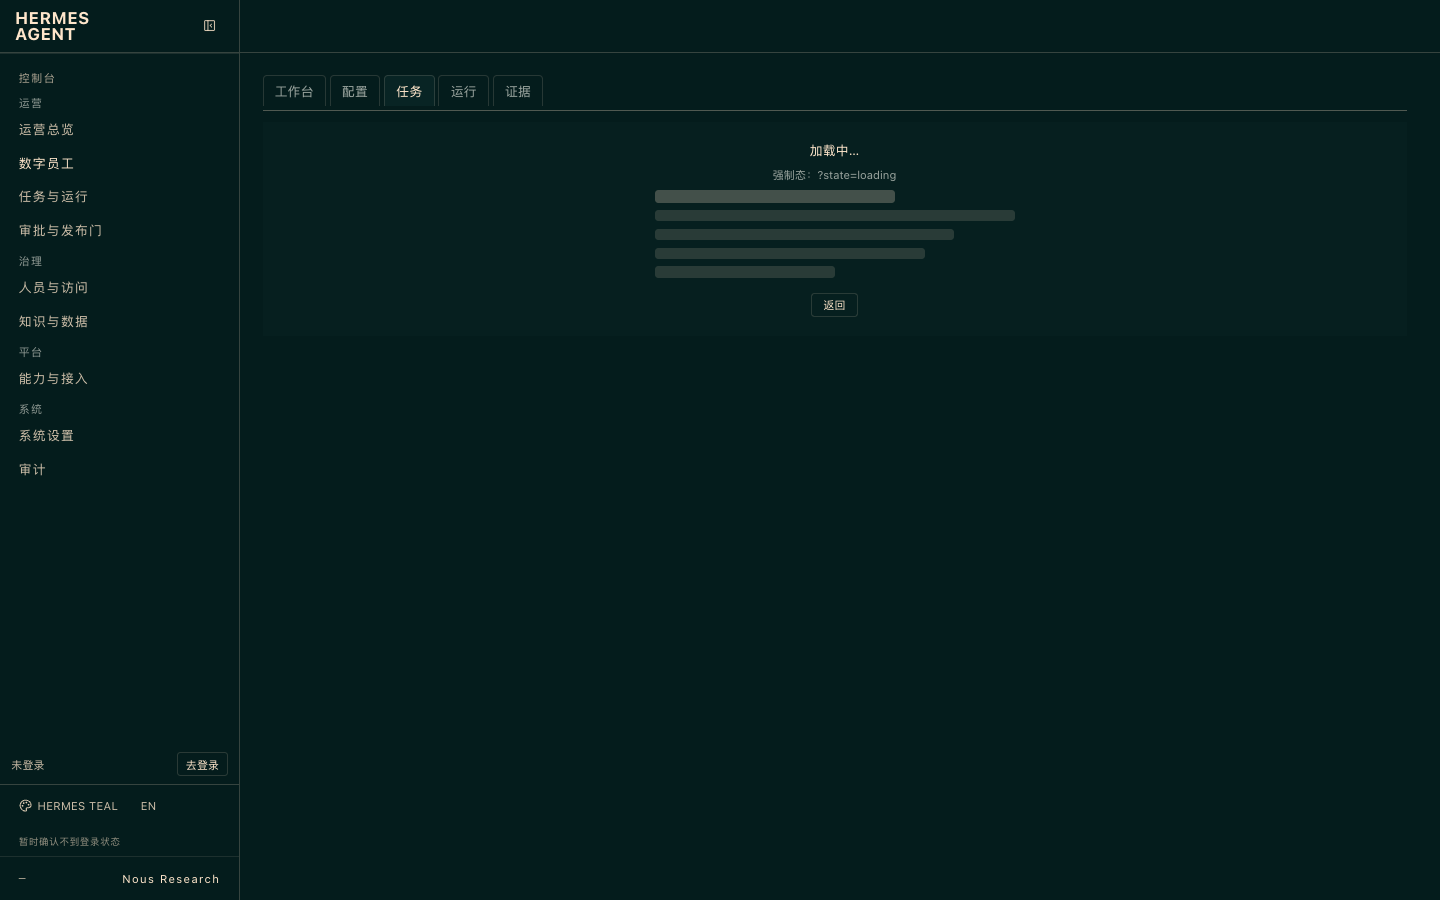 HERMES
AGENT
控制台
运营
运营总览
数字员工
任务与运行
审批与发布门
治理
人员与访问
知识与数据
平台
能力与接入
系统
系统设置
审计
未登录
去登录
HERMES TEAL
EN
暂时确认不到登录状态
–
Nous Research
工作台
配置
任务
运行
证据
加载中...
强制态：?state=loading
返回